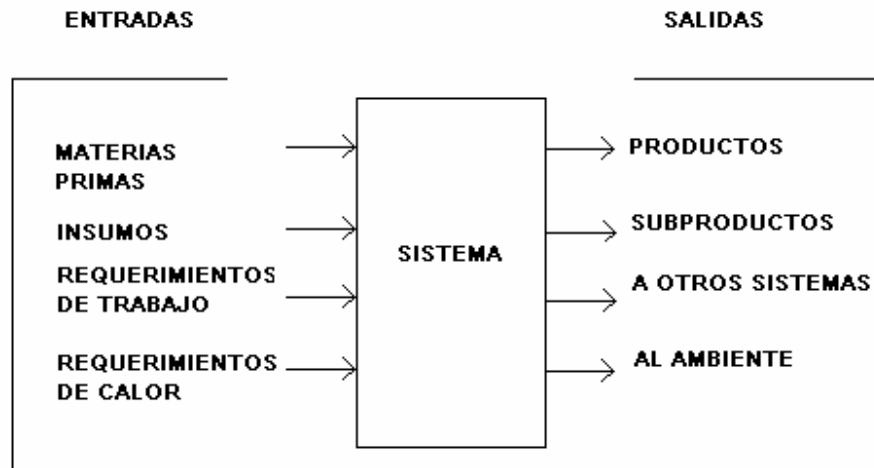 ENTRADAS
SALIDAS
MATERIAS
PRIMAS
INSUMOS
REQUERIMIENTOS
DE TRABAJO
REQUERIMIENTOS
DE CALOR
SISTEMA
PRODUCTOS
SUBPRODUCTOS
A OTROS SISTEMAS
AL AMBIENTE